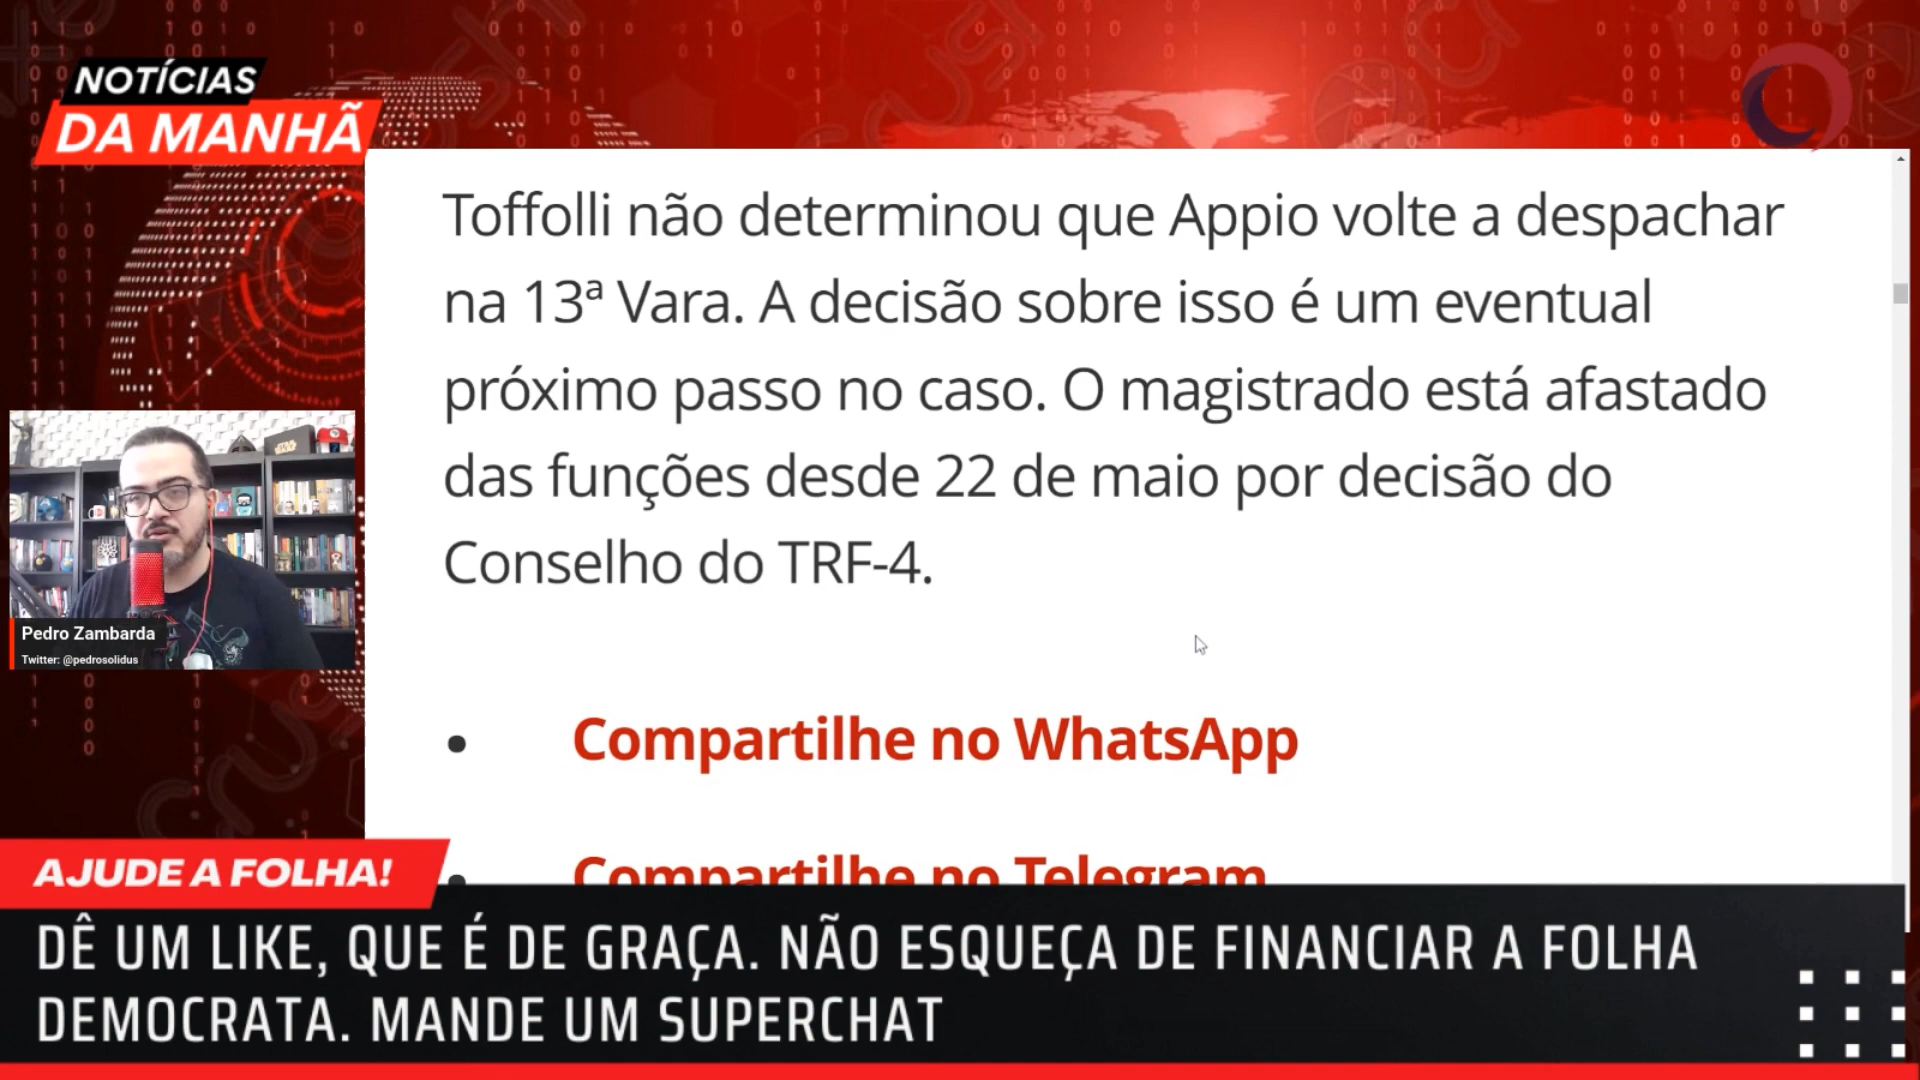 NOTÍCIAS
DA MANHÃ
Toffolli não determinou que Appio volte a despachar
na 13ª Vara. A decisão sobre isso é um eventual
próximo passo no caso. O magistrado está afastado
das funções desde 22 de maio por decisão do
Conselho do TRF-4.
Pedro Zambarda
Twitter: @pedrosolidus
• Compartilhe no WhatsApp
• Compartilhe no Telegram
AJUDE A FOLHA!
DÊ UM LIKE, QUE É DE GRAÇA. NÃO ESQUEÇA DE FINANCIAR A FOLHA
DEMOCRATA. MANDE UM SUPERCHAT